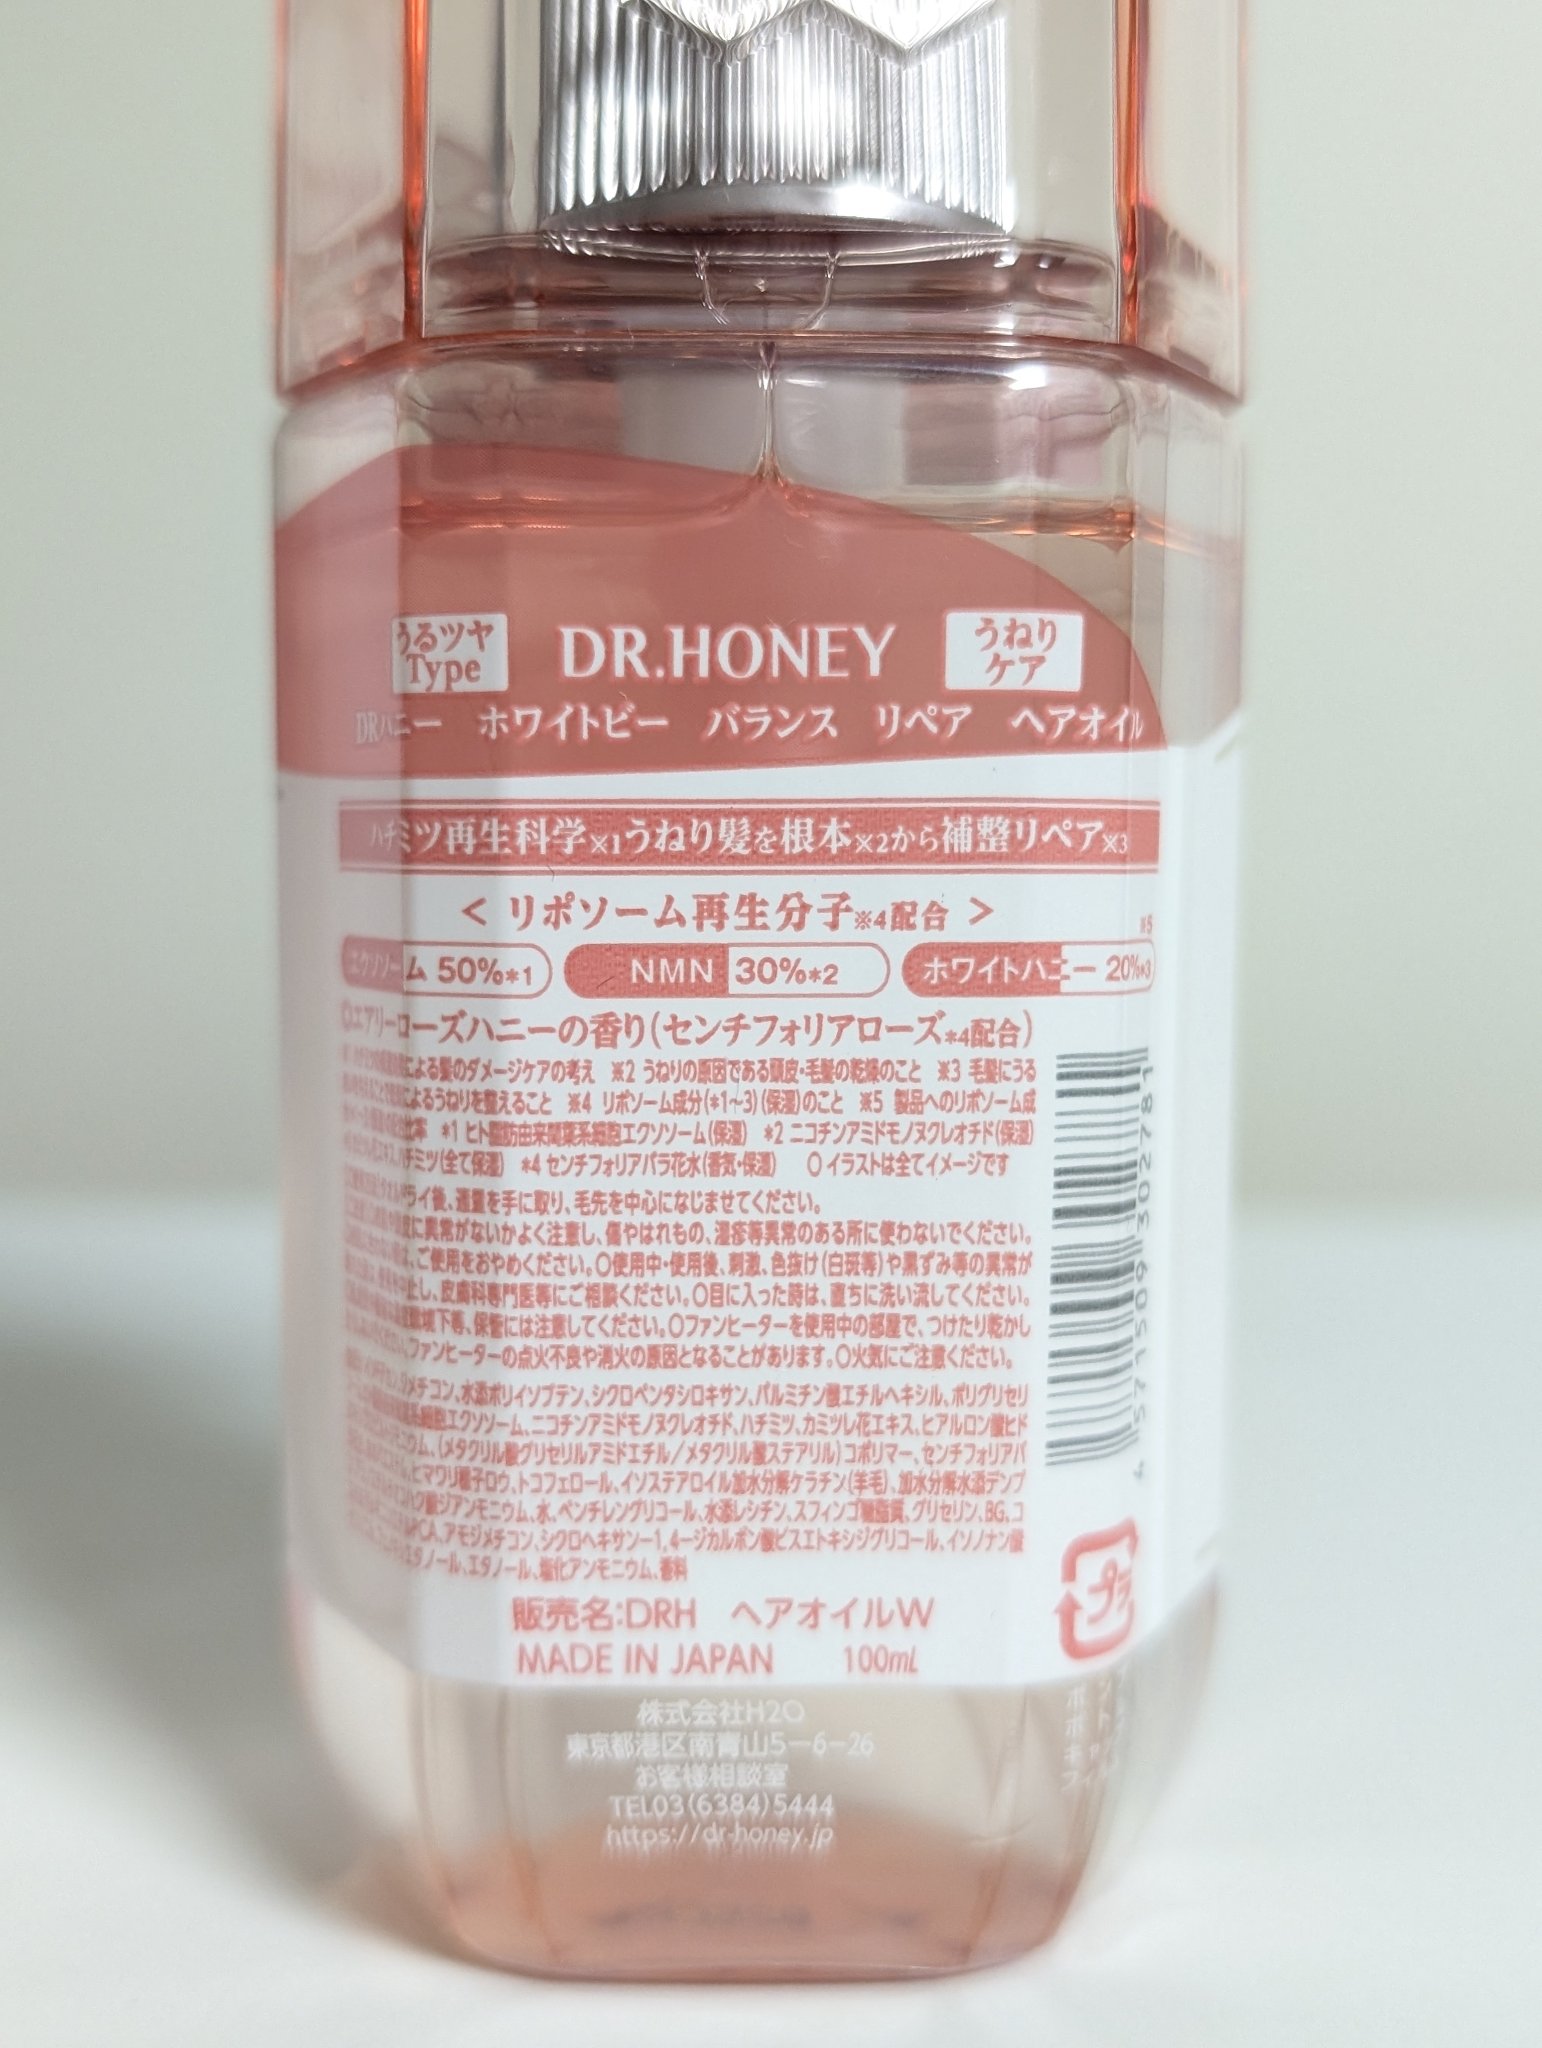 うるツヤ
Type
DR.HONEY
うねり
ケア
DRハニー ホワイトビー バランス リペア ヘアオイル
ハチミツ再生科学※1うねり髪を根本※2から補整リペア※3
< リポソーム再生分子※4配合 >
※5
エクソソーム 50%*1 NMN 30%*2 ホワイトハニー 20%*3
◎エアリーローズハニーの香り(センチフォリアローズ*4配合)
による髪のダメージケアの考え ※2 うねりの原因である頭皮・毛髪の乾燥のこと ※3 毛髪にうる
によるうねりを整えること ※4 リポソーム成分(*1~3)(保湿)のこと ※5 製品へのリポソーム成
比率 *1 ヒト脂肪由来間葉系細胞エクソソーム(保湿) *2 ニコチンアミドモノヌクレオチド(保湿)
ハチミツ(全て保湿) *4 センチフォリアバラ花水(香気・保湿) ○イラストは全てイメージです
ドライ後、適量を手に取り、毛先を中心になじませてください。
に異常がないかよく注意し、傷やはれもの、湿疹等異常のある所に使わないでください。
は、ご使用をおやめください。○使用中・使用後、刺激、色抜け(白斑等)や黒ずみ等の異常が
中止し、皮膚科専門医等にご相談ください。○目に入った時は、直ちに洗い流してください。
環境下等、保管には注意してください。○ファンヒーターを使用中の部屋で、つけたり乾かし
ファンヒーターの点火不良や消火の原因となることがあります。○火気にご注意ください。
ジメチコン、水添ポリイソブテン、シクロペンタシロキサン、パルミチン酸エチルヘキシル、ポリグリセリ
系細胞エクソソーム、ニコチンアミドモノヌクレオチド、ハチミツ、カミツレ花エキス、ヒアルロン酸ヒド
ニウム、(メタクリル酸グリセリルアミドエチル/メタクリル酸ステアリル)コポリマー、センチフォリアバ
ヒマワリ種子ロウ、トコフェロール、イソステアロイル加水分解ケラチン(羊毛)、加水分解水添デンプ
コハク酸ジアンモニウム、水、ペンチレングリコール、水添レシチン、スフィンゴ糖脂質、グリセリン、BG、コ
PCA、アモジメチコン、シクロヘキサン-1,4-ジカルボン酸ビスエトキシジグリコール、イソノナン酸
エタノール、エタノール、塩化アンモニウム、香料
4 571509 302781
プラ
販売名:DRH ヘアオイルW
MADE IN JAPAN 100mL
株式会社H2O
東京都港区南青山5-6-26
お客様相談室
TEL03(6384)5444
https://dr-honey.jp